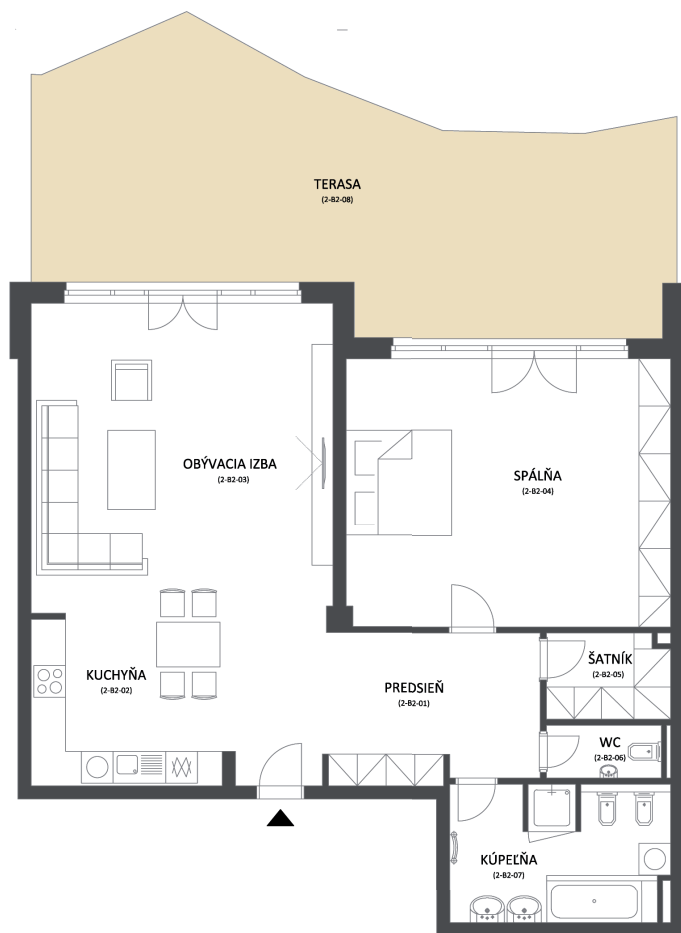 TERASA
(2-B2-08)
OBÝVACIA IZBA
(2-B2-03)
SPÁLŇA
(2-B2-04)
KUCHYŇA
(2-B2-02)
PREDSIEŇ
(2-B2-01)
ŠATNÍK
(2-B2-05)
WC
(2-B2-06)
KÚPEĽŇA
(2-B2-07)